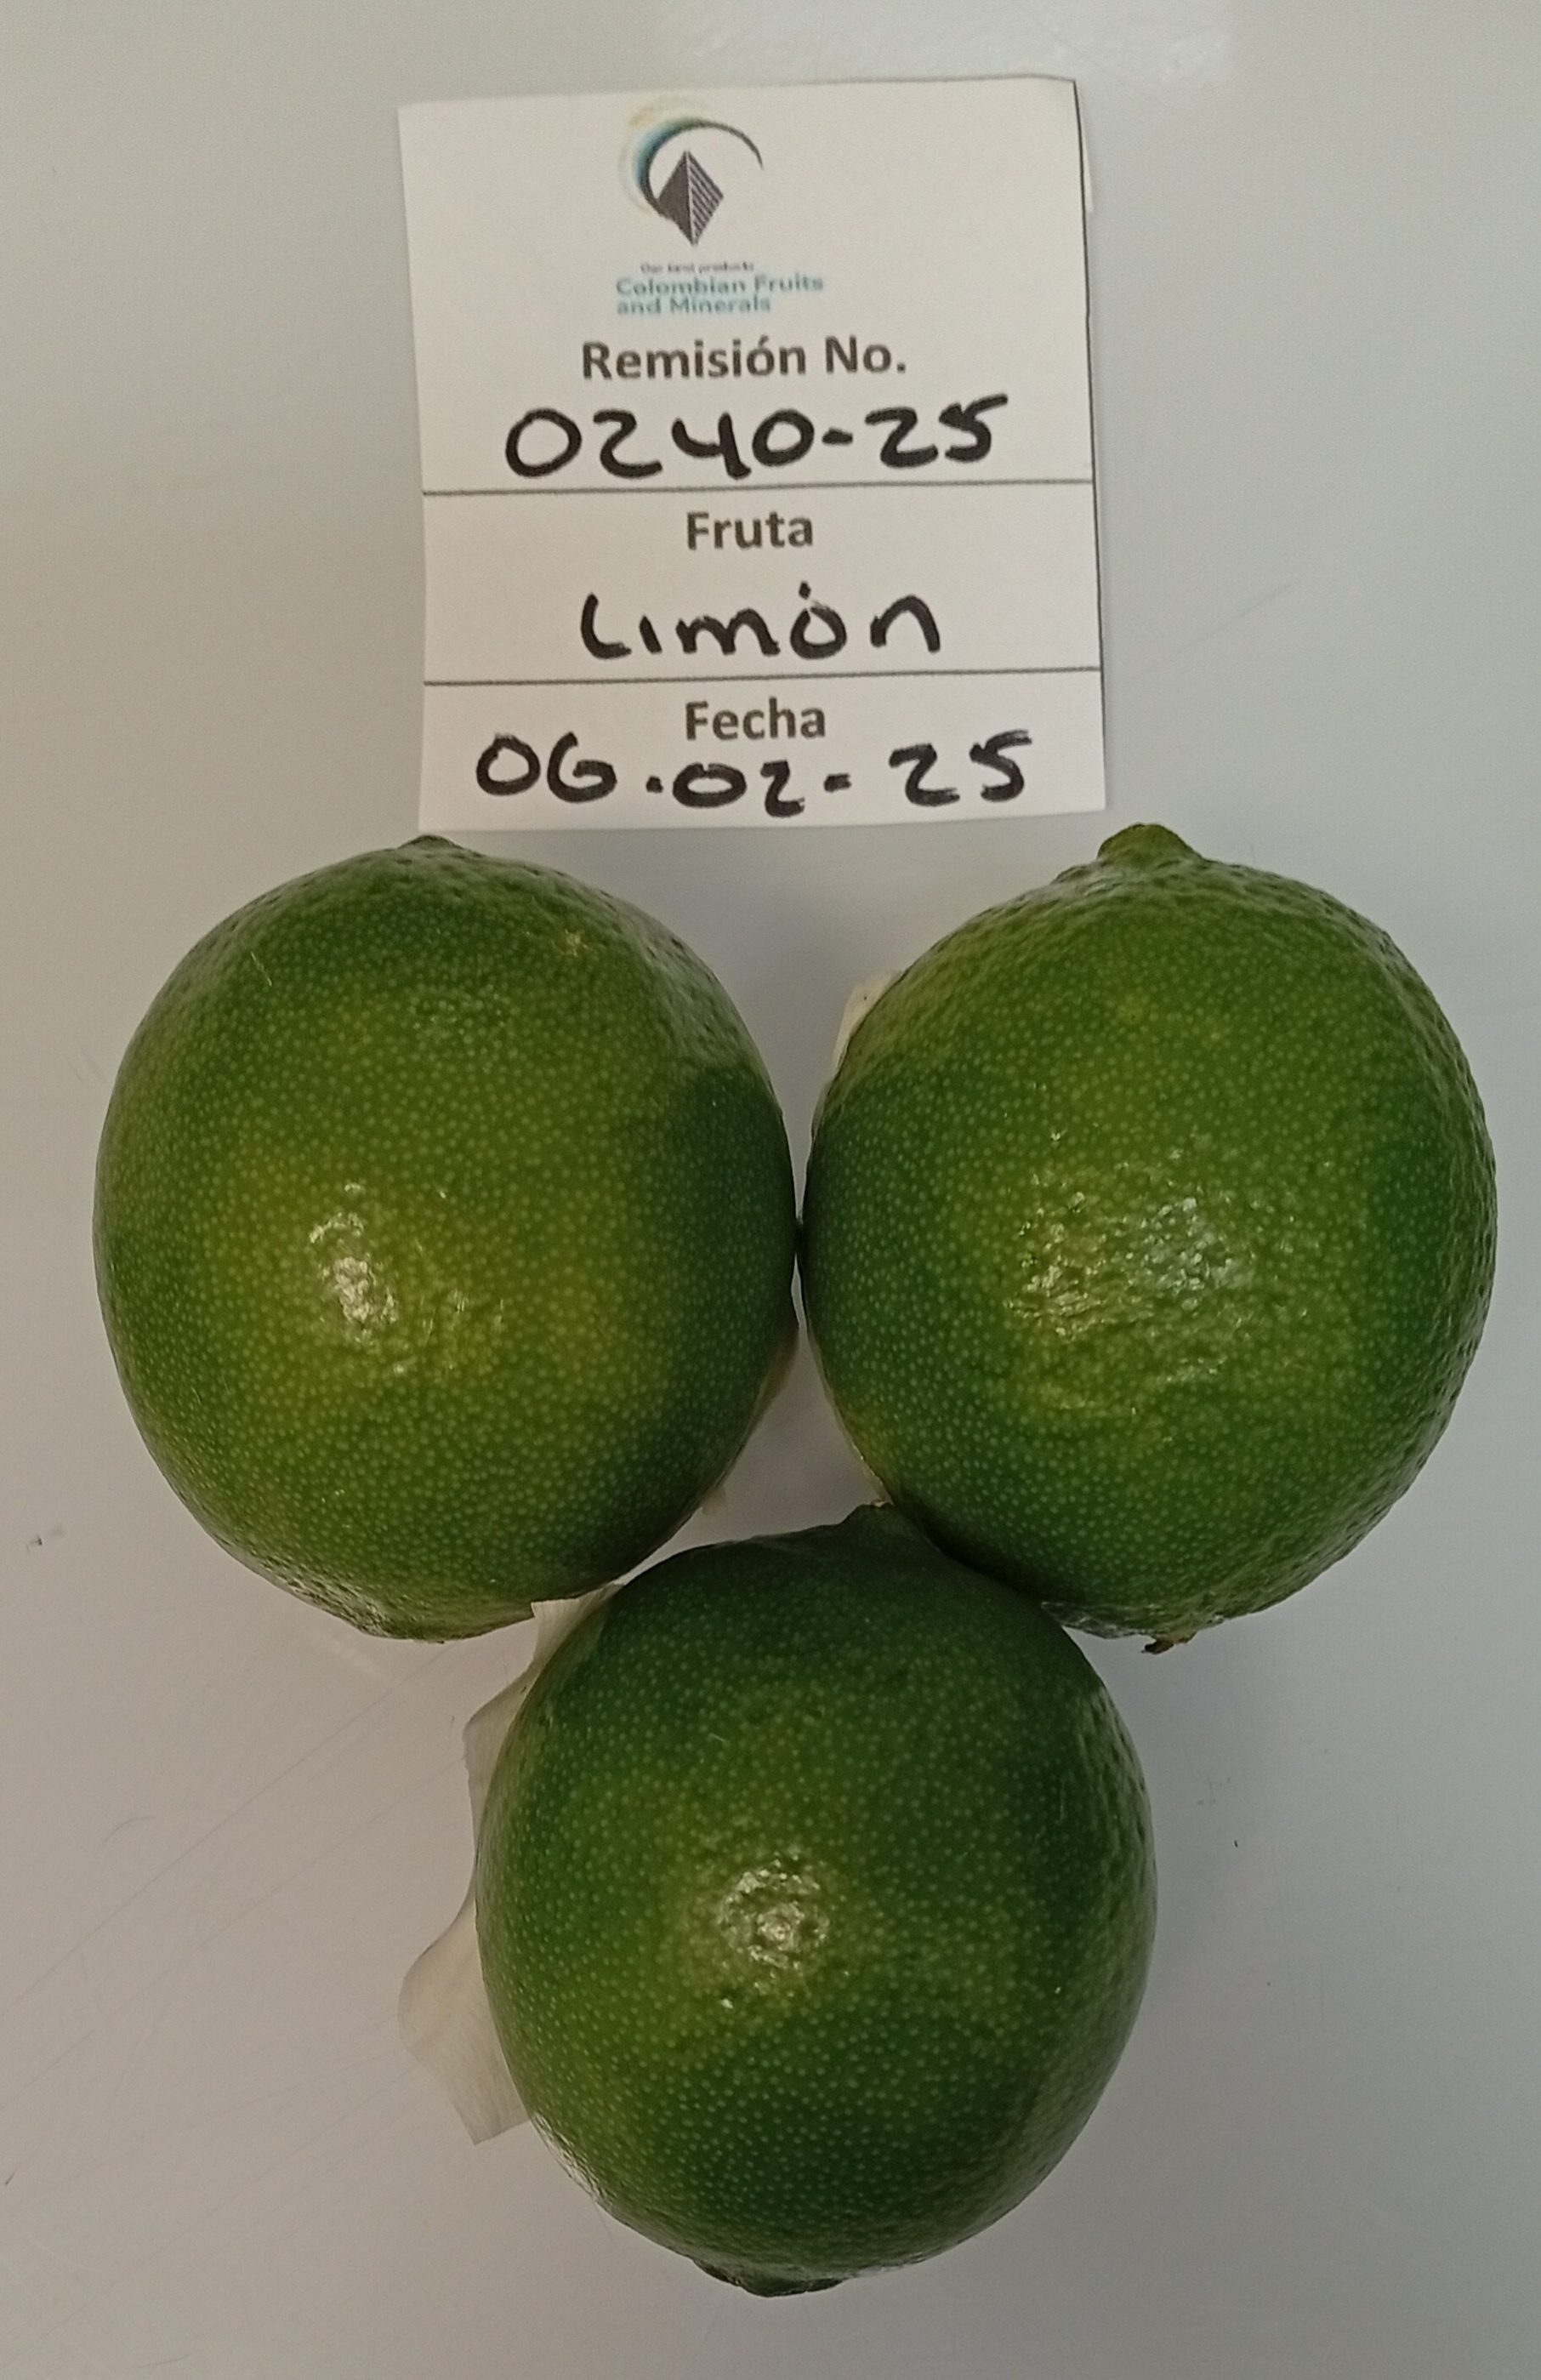 Our best products
Colombian Fruits
and Minerals
Remisión No.
0240-25
Fruta
Limón
Fecha
06.02-25